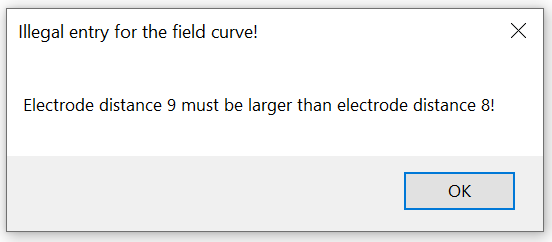 Illegal entry for the field curve!
Electrode distance 9 must be larger than electrode distance 8!
OK